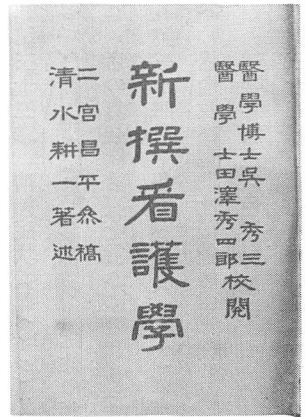 醫學博士吳 秀三
醫學士田澤秀四郎校閲
新撰看護學
二宮昌平叅稿
清水耕一著述